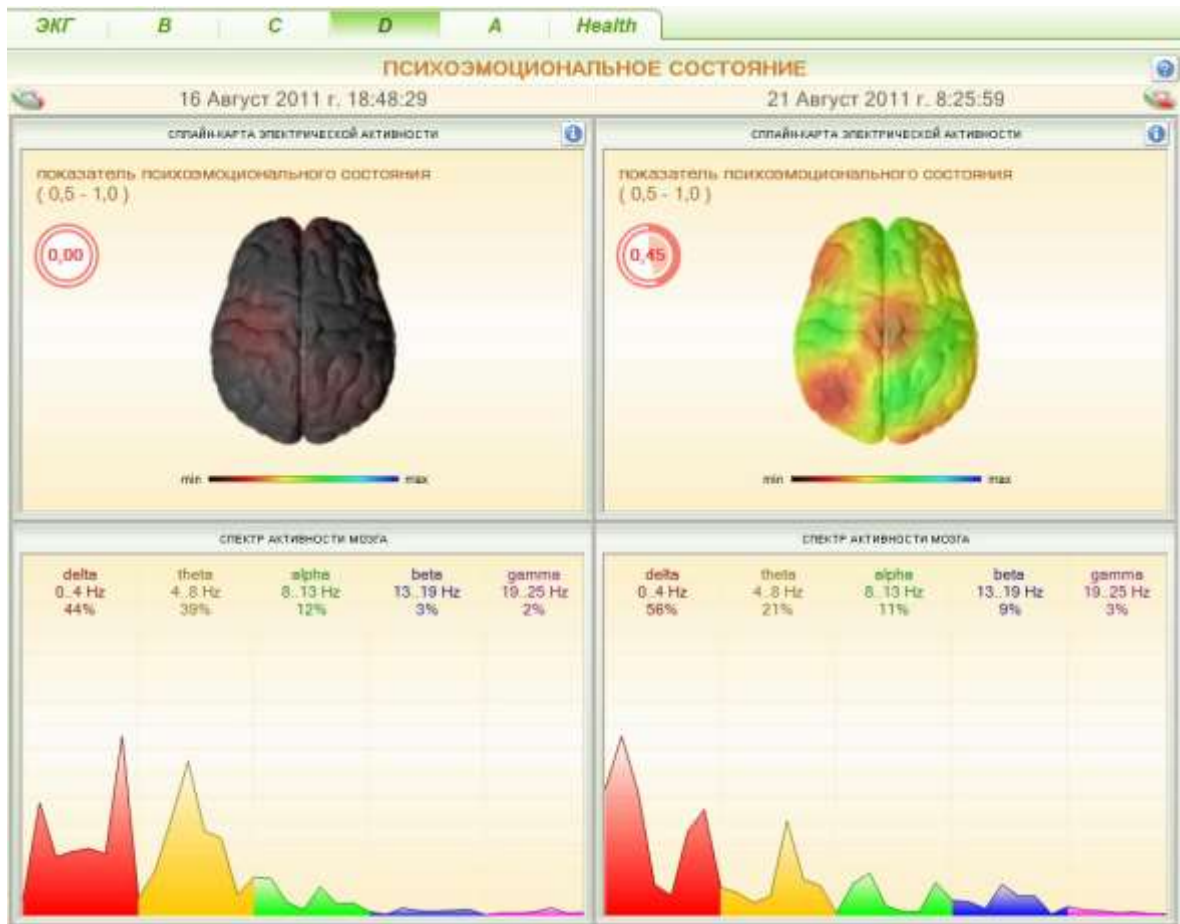 ЭКГ B C D A Health
ПСИХОЭМОЦИОНАЛЬНОЕ СОСТОЯНИЕ
16 Август 2011 г. 18:48:29
21 Август 2011 г. 8:25:59
СПЛАЙН-КАРТА ЭЛЕКТРИЧЕСКОЙ АКТИВНОСТИ
показатель психоэмоционального состояния
( 0,5 - 1,0 )
0,00
min max
СПЛАЙН-КАРТА ЭЛЕКТРИЧЕСКОЙ АКТИВНОСТИ
показатель психоэмоционального состояния
( 0,5 - 1,0 )
0,45
min max
СПЕКТР АКТИВНОСТИ МОЗГА
delta theta alpha beta gamma
0..4 Hz 4..8 Hz 8..13 Hz 13..19 Hz 19..25 Hz
44% 39% 12% 3% 2%
СПЕКТР АКТИВНОСТИ МОЗГА
delta theta alpha beta gamma
0..4 Hz 4..8 Hz 8..13 Hz 13..19 Hz 19..25 Hz
56% 21% 11% 9% 3%